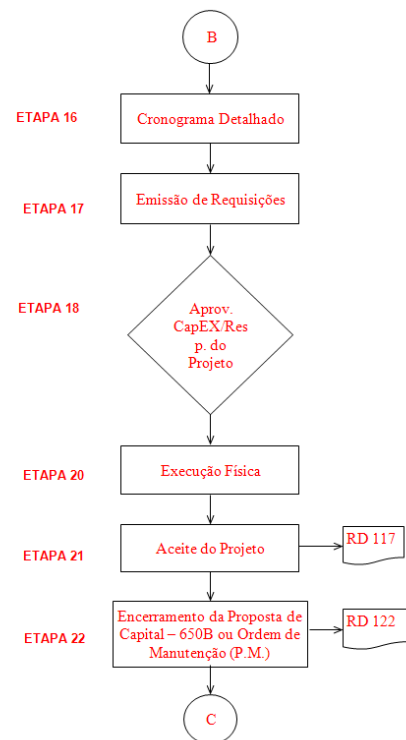 B
ETAPA 16
Cronograma Detalhado
ETAPA 17
Emissão de Requisições
ETAPA 18
Aprov.
CapEX/Res
p. do
Projeto
ETAPA 20
Execução Física
ETAPA 21
Aceite do Projeto
RD 117
ETAPA 22
Encerramento da Proposta de
Capital – 650B ou Ordem de
Manutenção (P.M.)
RD 122
C